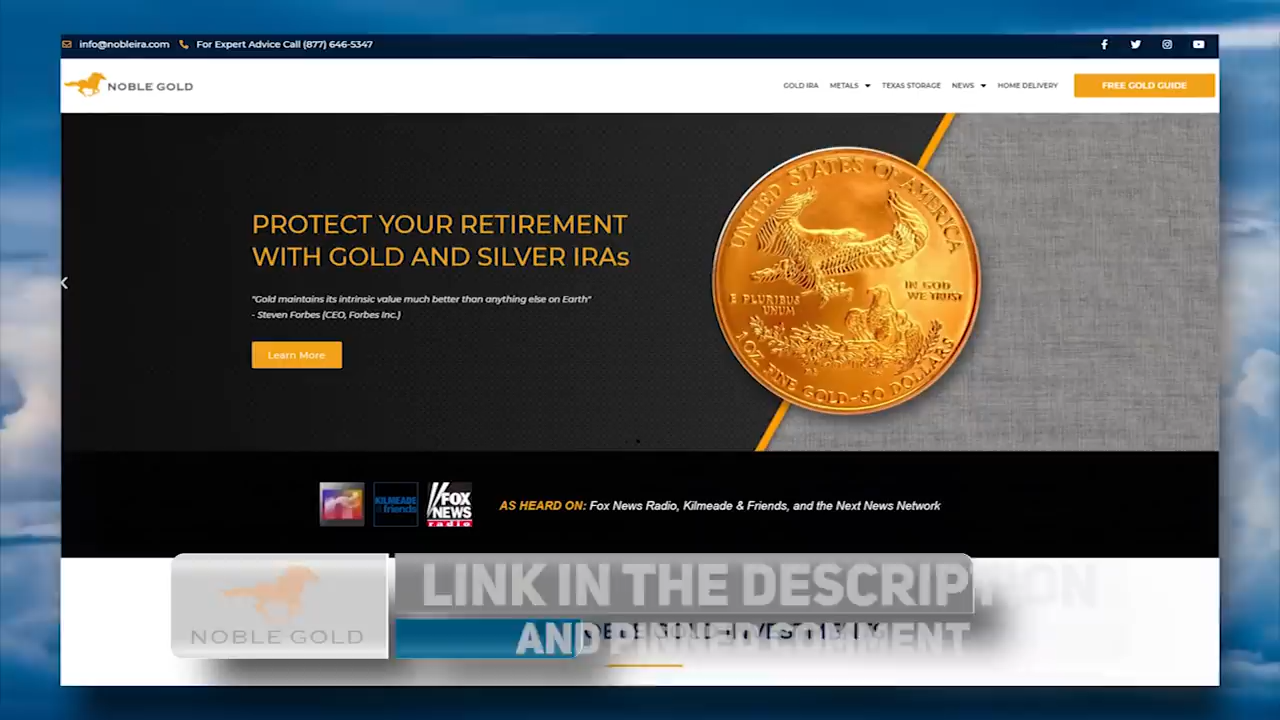 info@nobleira.com For Expert Advice Call (877) 646-5347
NOBLE GOLD
GOLD IRA METALS TEXAS STORAGE NEWS HOME DELIVERY FREE GOLD GUIDE
PROTECT YOUR RETIREMENT
WITH GOLD AND SILVER IRAs
"Gold maintains its intrinsic value much better than anything else on Earth"
- Steven Forbes (CEO, Forbes Inc.)
Learn More
UNITED STATES OF AMERICA
IN GOD
WE TRUST
E PLURIBUS
UNUM
1 OZ. FINE GOLD-50 DOLLARS
KILMEADE
& friends
FOX
NEWS
radio
AS HEARD ON: Fox News Radio, Kilmeade & Friends, and the Next News Network
NOBLE GOLD
LINK IN THE DESCRIPTION
NOBLE GOLD INVESTMENTS
AND PINNED COMMENT